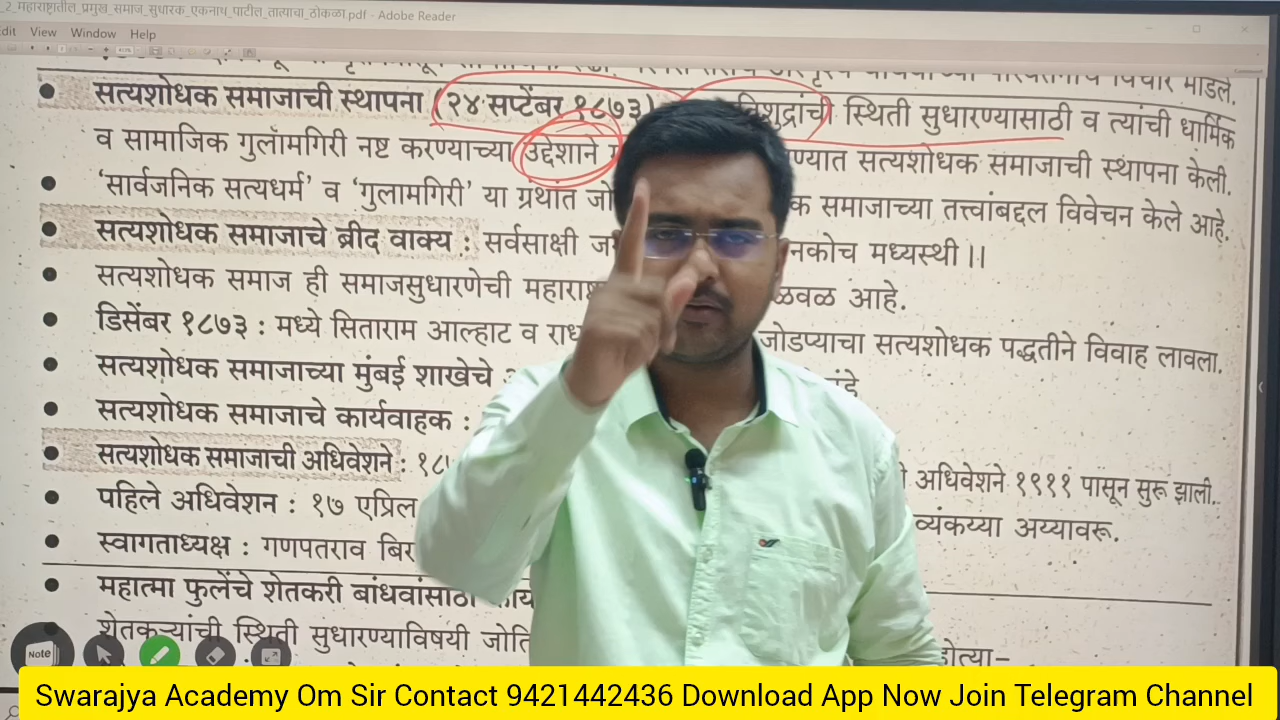 _2_महाराष्ट्रातील_प्रमुख_समाज_सुधारक_एकनाथ_पाटील_तात्याचा_ठोकळा.pdf - Adobe Reader
dit View Window Help
मांडले.
सत्यशोधक समाजाची स्थापना (२४ सप्टेंबर १८७३) स्थिती सुधारण्यासाठी व त्यांची धार्मिक
व सामाजिक गुलॅामगिरी नष्ट करण्याच्या उद्देशाने सत्यशोधक समाजाची स्थापना केली.
‘सार्वजनिक सत्यधर्म’ व ‘गुलामगिरी’ या ग्रथांत समाजाच्या तत्त्वांबद्दल विवेचन केले आहे.
सत्यशोधक समाजाचे ब्रीद वाक्य : सर्वसाक्षी नकोच मध्यस्थी ।।
सत्यशोधक समाज ही समाजसुधारणेची आहे.
डिसेंबर १८७३ : मध्ये सिताराम आल्हाट व जोडप्याचा सत्यशोधक पद्धतीने विवाह लावला.
सत्यशोधक समाजाच्या मुंबई शाखेचे
सत्यशोधक समाजाचे कार्यवाहक :
सत्यशोधक समाजाची अधिवेशने : अधिवेशने १९११ पासून सुरू झाली.
पहिले अधिवेशन : १७ एप्रिल व्यंकय्या अय्यावरू.
स्वागताध्यक्ष : गणपतराव
महात्मा फुलेंचे शेतकरी बांधवांसाठी
शेतकऱ्यांची स्थिती सुधारण्याविषयी होत्या–
Note
Swarajya Academy Om Sir Contact 9421442436 Download App Now Join Telegram Channel